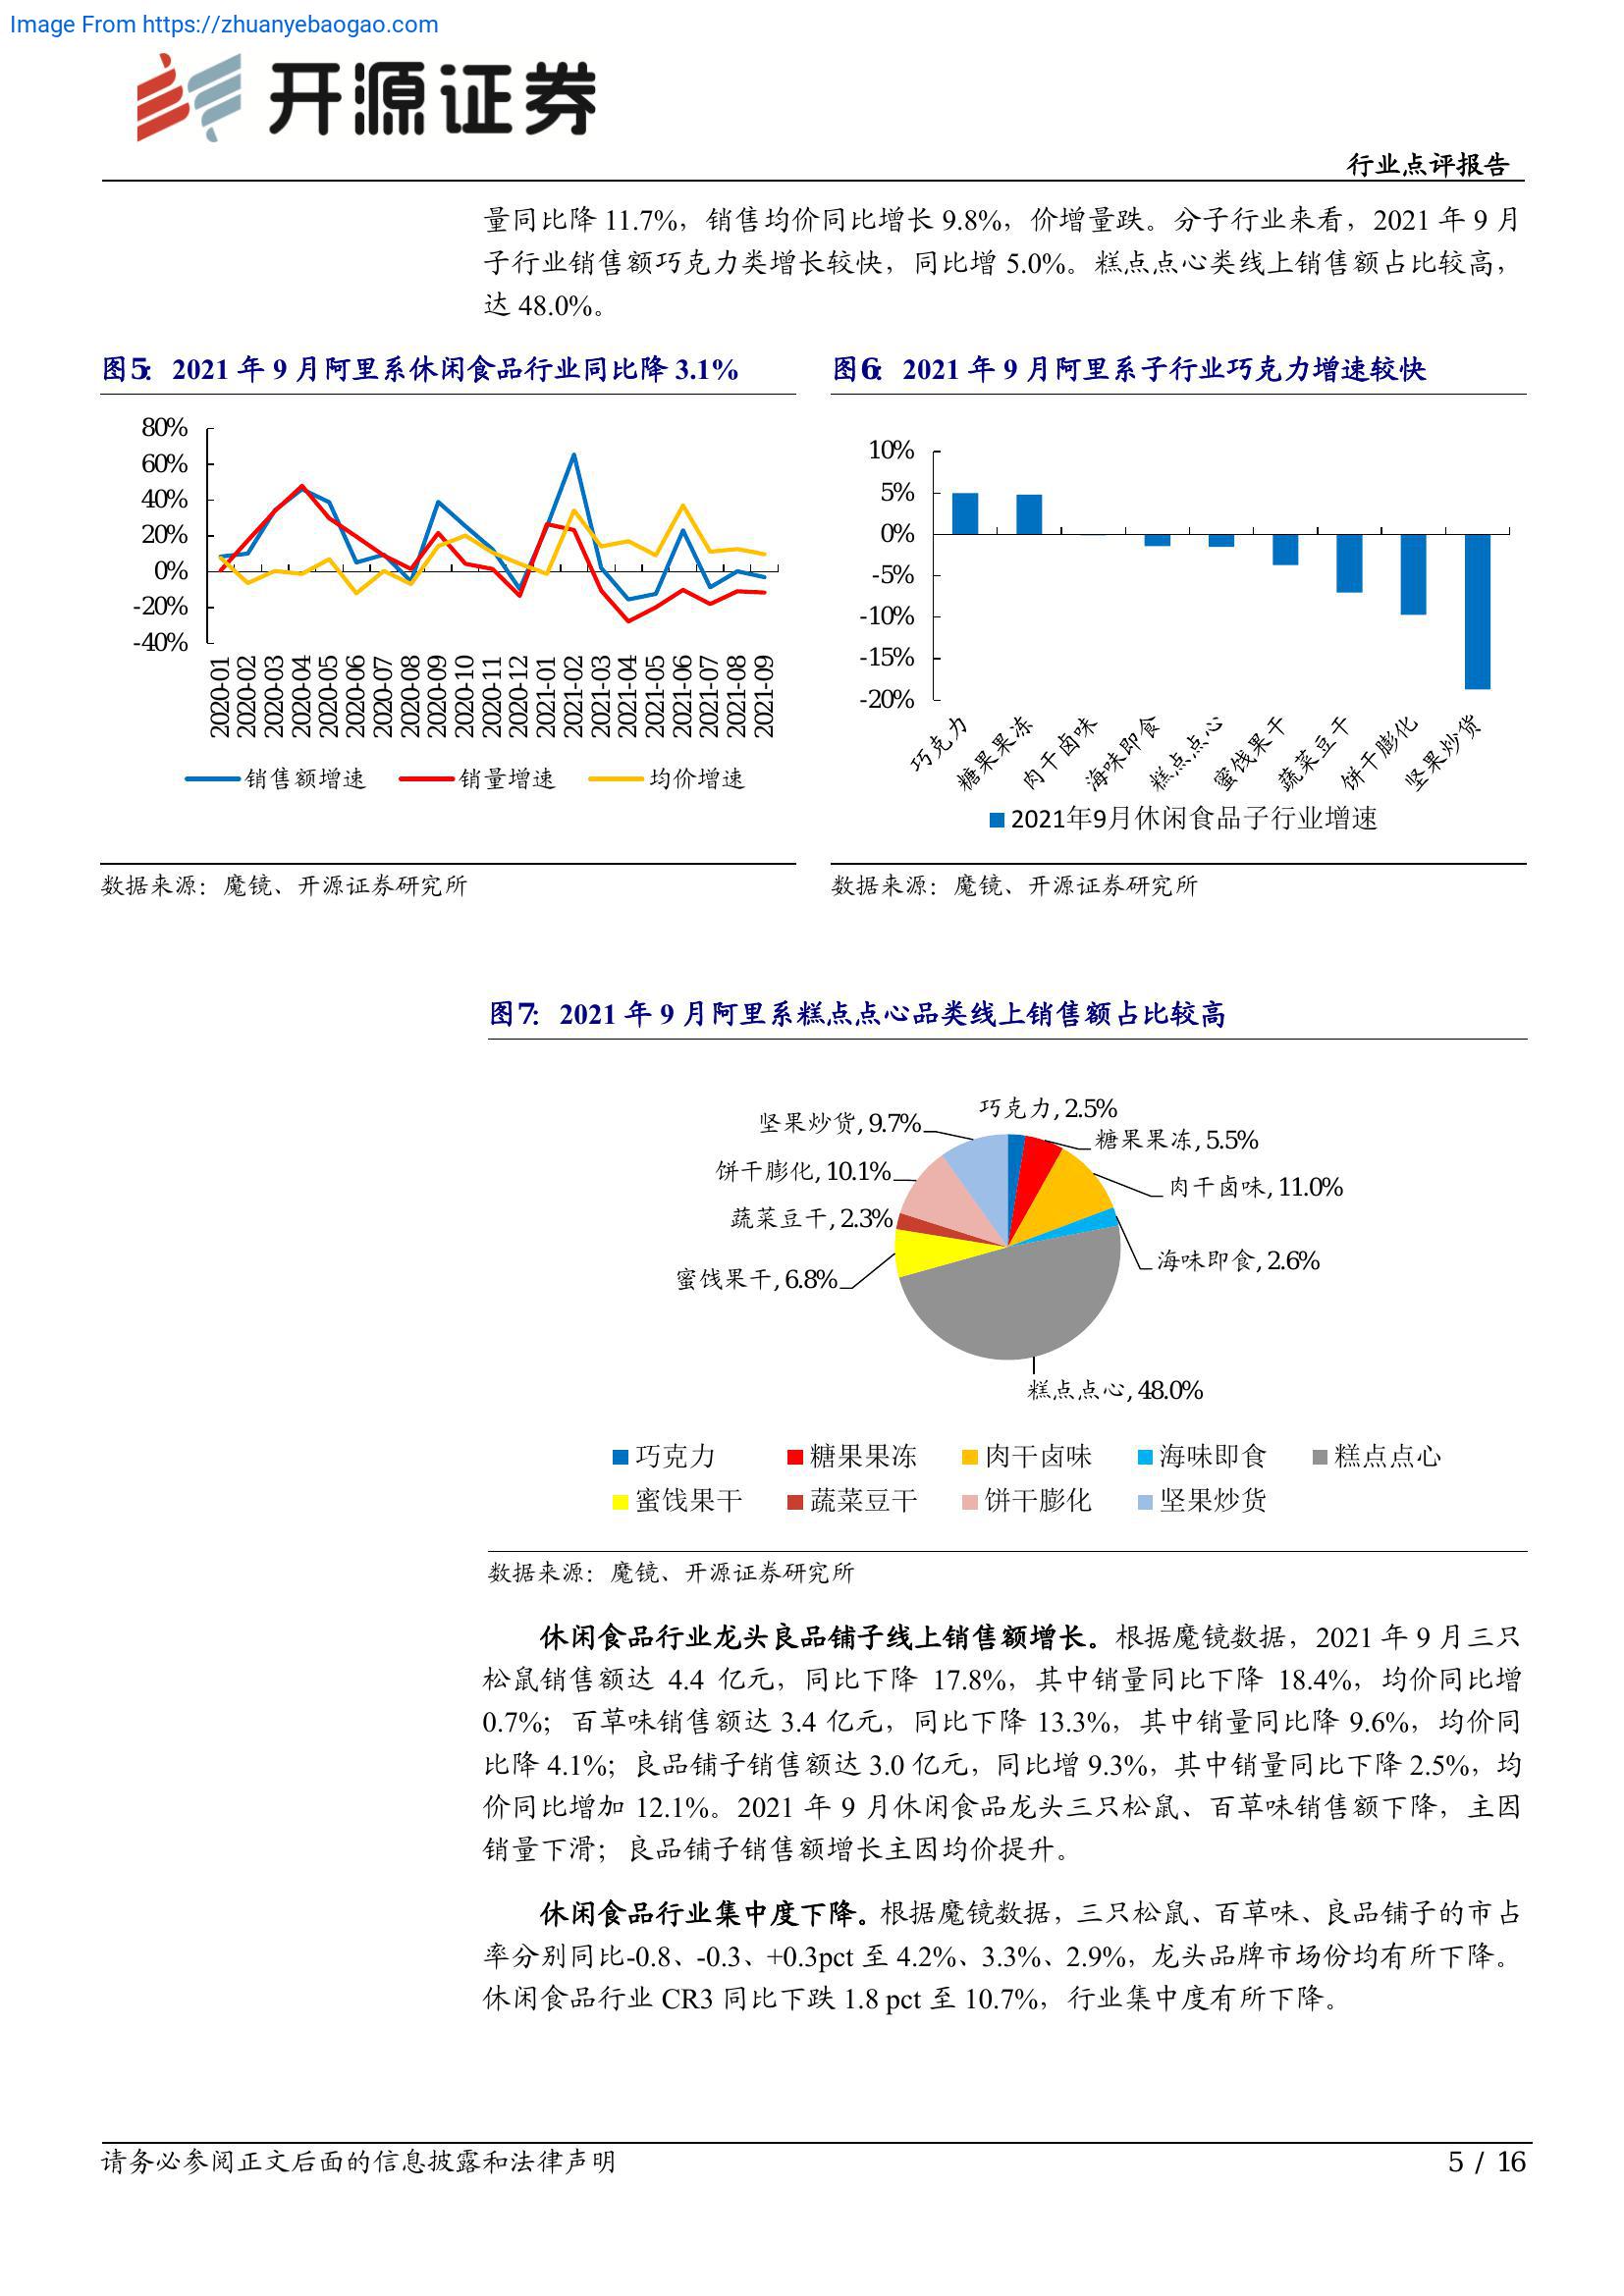 Image From https://zhuanyebaogao.com
开源证券
行业点评报告
量同比降 11.7%，销售均价同比增长 9.8%，价增量跌。分子行业来看，2021 年 9 月
子行业销售额巧克力类增长较快，同比增 5.0%。糕点点心类线上销售额占比较高，
达 48.0%。
图5： 2021 年 9 月阿里系休闲食品行业同比降 3.1%
80%
60%
40%
20%
0%
-20%
-40%
2020-01
2020-02
2020-03
2020-04
2020-05
2020-06
2020-07
2020-08
2020-09
2020-10
2020-11
2020-12
2021-01
2021-02
2021-03
2021-04
2021-05
2021-06
2021-07
2021-08
2021-09
销售额增速 销量增速 均价增速
数据来源：魔镜、开源证券研究所
图6： 2021 年 9 月阿里系子行业巧克力增速较快
10%
5%
0%
-5%
-10%
-15%
-20%
巧克力
糖果果冻
肉干卤味
海味即食
糕点点心
蜜饯果干
蔬菜豆干
饼干膨化
坚果炒货
2021年9月休闲食品子行业增速
数据来源：魔镜、开源证券研究所
图7： 2021 年 9 月阿里系糕点点心品类线上销售额占比较高
巧克力, 2.5%
坚果炒货, 9.7%
糖果果冻, 5.5%
饼干膨化, 10.1%
肉干卤味, 11.0%
蔬菜豆干, 2.3%
海味即食, 2.6%
蜜饯果干, 6.8%
糕点点心, 48.0%
巧克力 糖果果冻 肉干卤味 海味即食 糕点点心
蜜饯果干 蔬菜豆干 饼干膨化 坚果炒货
数据来源：魔镜、开源证券研究所
休闲食品行业龙头良品铺子线上销售额增长。根据魔镜数据，2021 年 9 月三只
松鼠销售额达 4.4 亿元，同比下降 17.8%，其中销量同比下降 18.4%，均价同比增
0.7%；百草味销售额达 3.4 亿元，同比下降 13.3%，其中销量同比降 9.6%，均价同
比降 4.1%；良品铺子销售额达 3.0 亿元，同比增 9.3%，其中销量同比下降 2.5%，均
价同比增加 12.1%。2021 年 9 月休闲食品龙头三只松鼠、百草味销售额下降，主因
销量下滑；良品铺子销售额增长主因均价提升。
休闲食品行业集中度下降。根据魔镜数据，三只松鼠、百草味、良品铺子的市占
率分别同比-0.8、-0.3、+0.3pct 至 4.2%、3.3%、2.9%，龙头品牌市场份均有所下降。
休闲食品行业 CR3 同比下跌 1.8 pct 至 10.7%，行业集中度有所下降。
请务必参阅正文后面的信息披露和法律声明
5 / 16